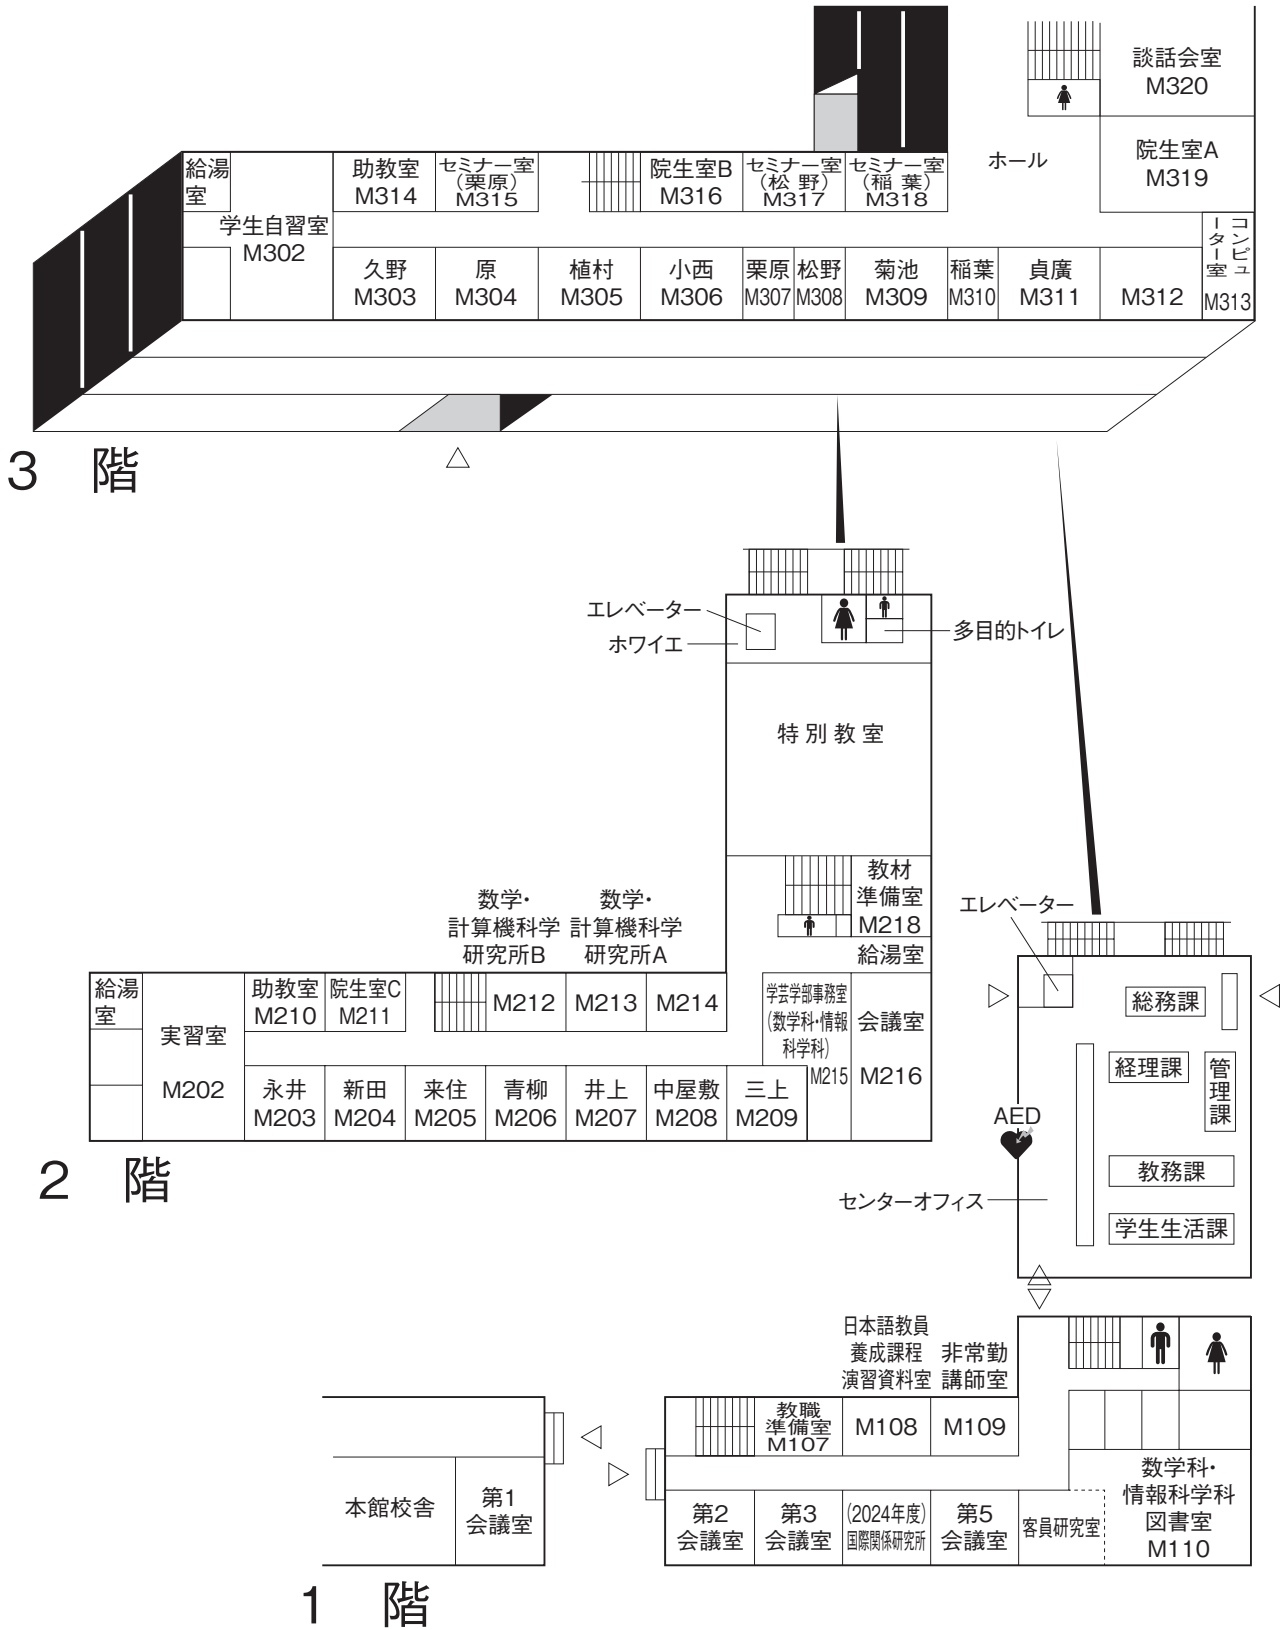 談話会室
M320
ホール
院生室A
M319
給湯
室
学生自習室
M302
助教室
M314
セミナー室
(栗原)
M315
院生室B
M316
セミナー室
(松 野)
M317
セミナー室
(稲 葉)
M318
コンピュ
ーター室
M313
久野
M303
原
M304
植村
M305
小西
M306
栗原
M307
松野
M308
菊池
M309
稲葉
M310
貞廣
M311
M312
3 階
エレベーター
ホワイエ
多目的トイレ
特別教室
教材
準備室
M218
給湯室
数学・
計算機科学
研究所B
数学・
計算機科学
研究所A
給湯
室
実習室
M202
助教室
M210
院生室C
M211
M212
M213
M214
学芸学部事務室
(数学科・情報
科学科)
M215
会議室
M216
永井
M203
新田
M204
来住
M205
青柳
M206
井上
M207
中屋敷
M208
三上
M209
2 階
エレベーター
総務課
経理課
管理課
AED
教務課
センターオフィス
学生生活課
日本語教員
養成課程
演習資料室
非常勤
講師室
教職
準備室
M107
M108
M109
本館校舎
第1
会議室
第2
会議室
第3
会議室
(2024年度)
国際関係研究所
第5
会議室
客員研究室
数学科・
情報科学科
図書室
M110
1 階